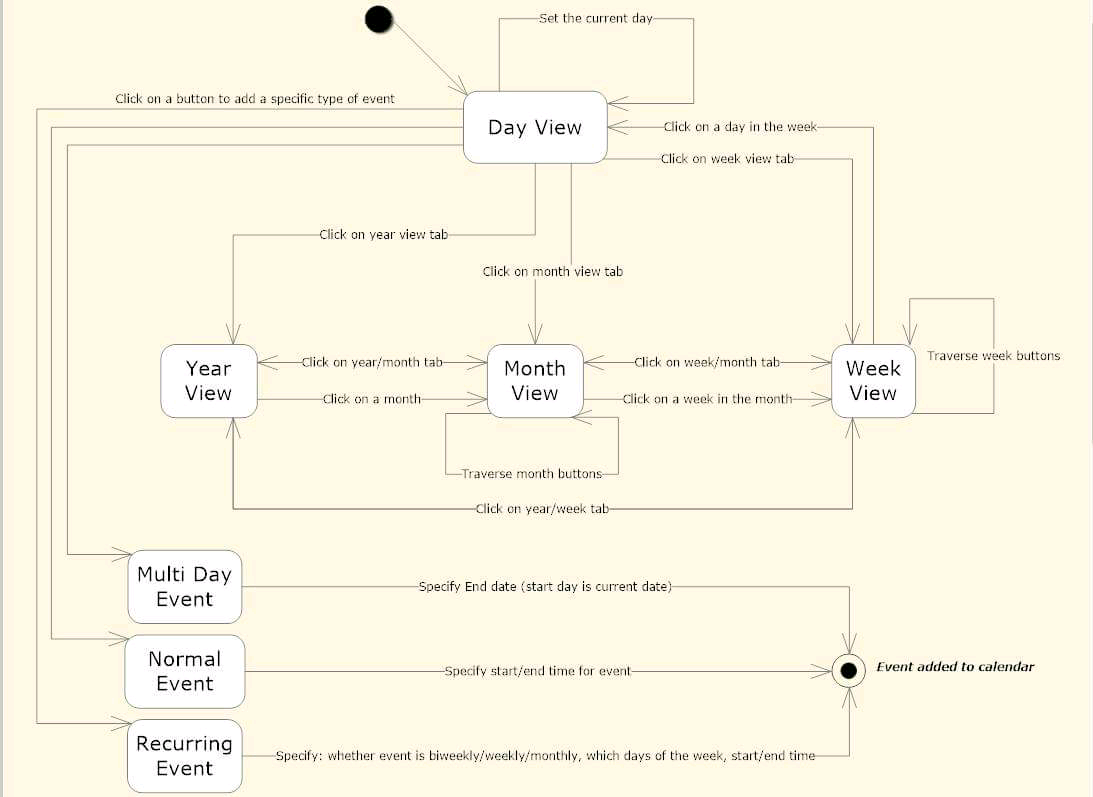 Set the current day
Click on a button to add a specific type of event
Day View
Click on a day in the week
Click on week view tab
Click on year view tab
Click on month view tab
Year
View
Click on year/month tab
Click on a month
Month
View
Click on week/month tab
Click on a week in the month
Week
View
Traverse week buttons
Traverse month buttons
Click on year/week tab
Multi Day
Event
Specify End date (start day is current date)
Normal
Event
Specify start/end time for event
Event added to calendar
Recurring
Event
Specify: whether event is biweekly/weekly/monthly, which days of the week, start/end time